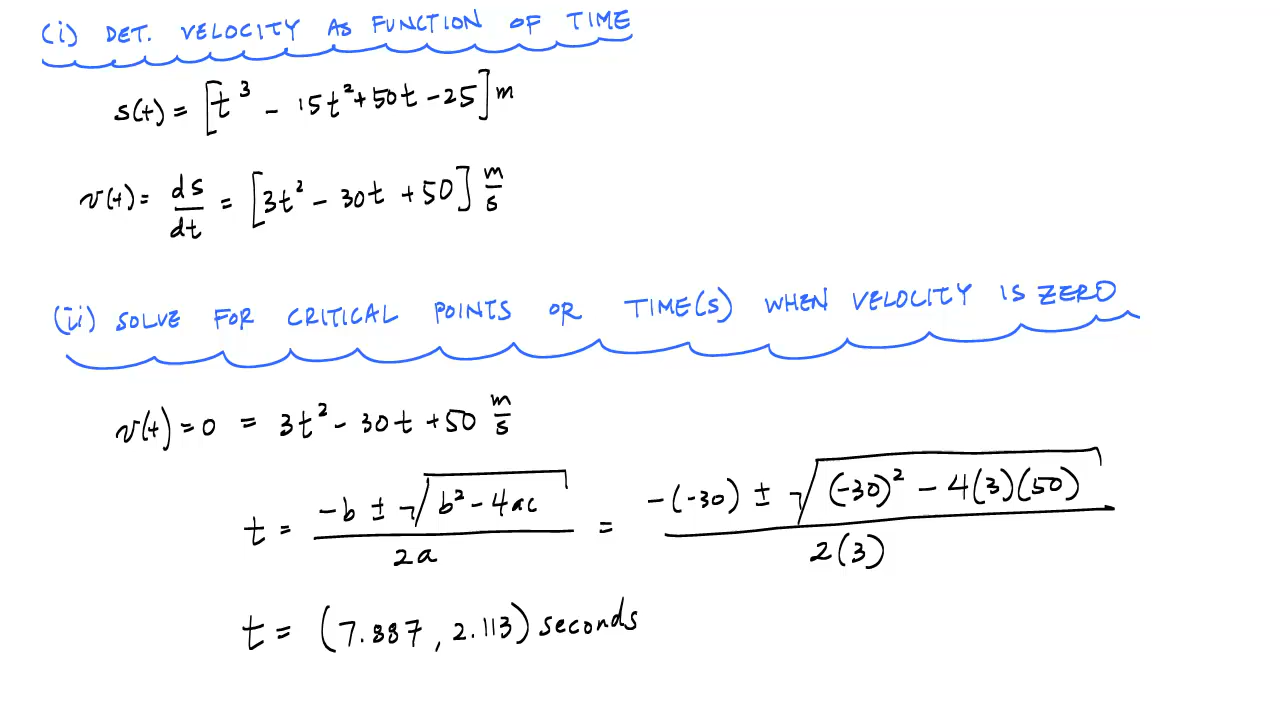 (i) DET. VELOCITY AS FUNCTION OF TIME
s(t) = [t³ - 15t² + 50t - 25] m
v(t) = ds/dt = [3t² - 30t + 50] m/s
(ii) SOLVE FOR CRITICAL POINTS OR TIME(S) WHEN VELOCITY IS ZERO
v(t) = 0 = 3t² - 30t + 50 m/s
t = (-b ± √(b² - 4ac))/(2a) = (-(-30) ± √((-30)² - 4(3)(50)))/(2(3))
t = (7.887, 2.113) seconds